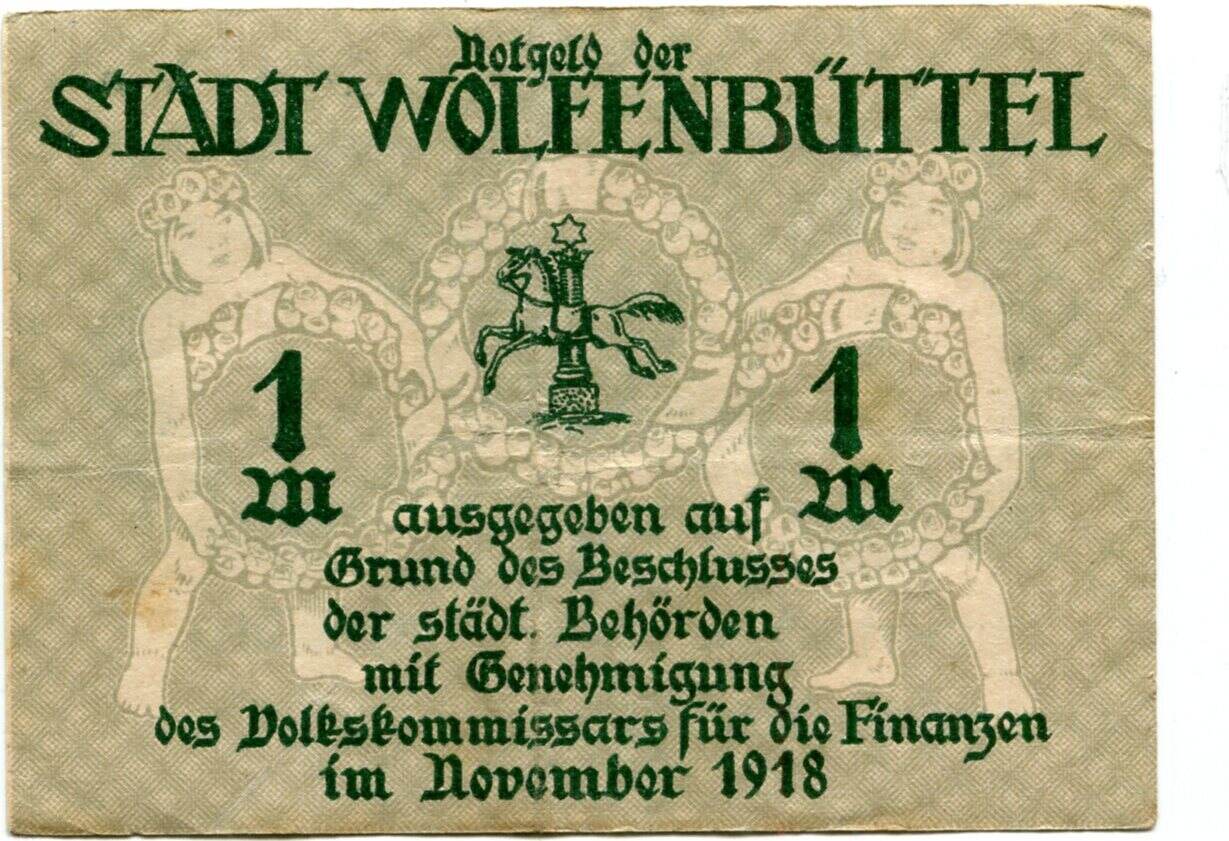 Notgeld der
STADT WOLFENBÜTTEL
1 1
M M
ausgegeben auf
Grund des Beschlusses
der städt. Behörden
mit Genehmigung
des Volkskommissars für die Finanzen
im November 1918